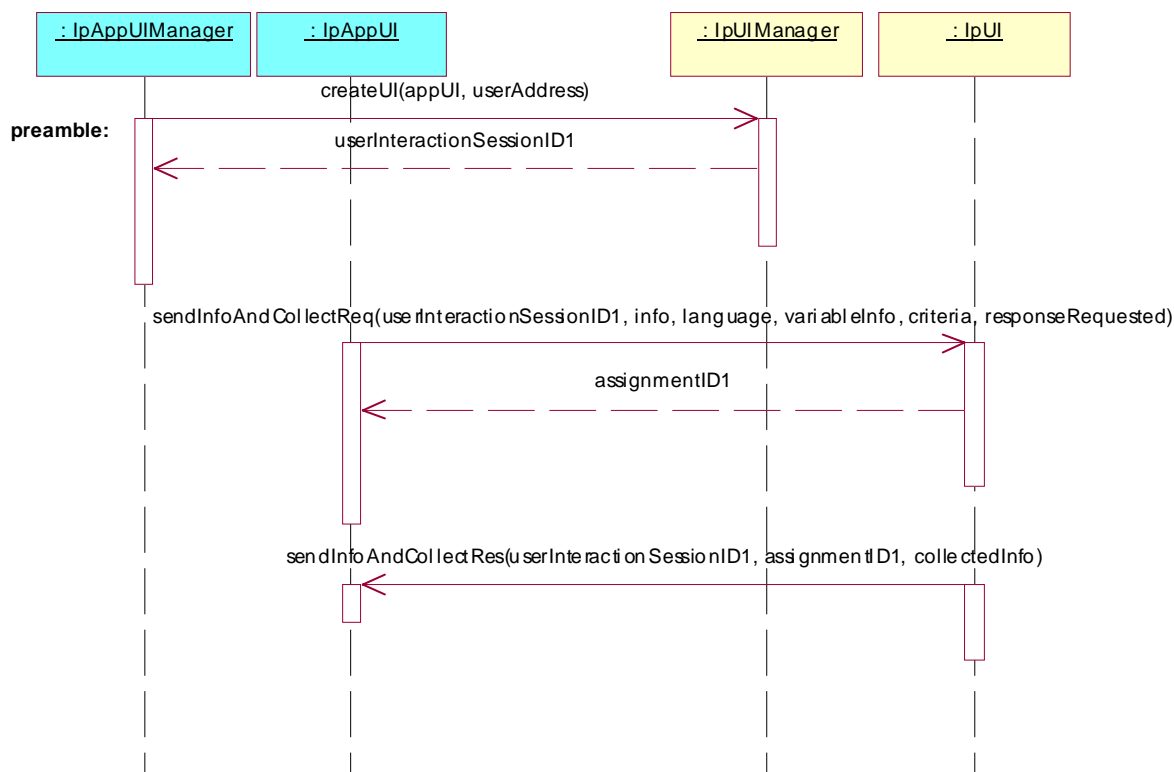 : IpAppUIManager
: IpAppUI
: IpUIManager
: IpUI
createUI(appUI, userAddress)
preamble:
userInteractionSessionID1
sendInfoAndCollectReq(userInteractionSessionID1, info, language, variableInfo, criteria, responseRequested)
assignmentID1
sendInfoAndCollectRes(userInteractionSessionID1, assignmentID1, collectedInfo)